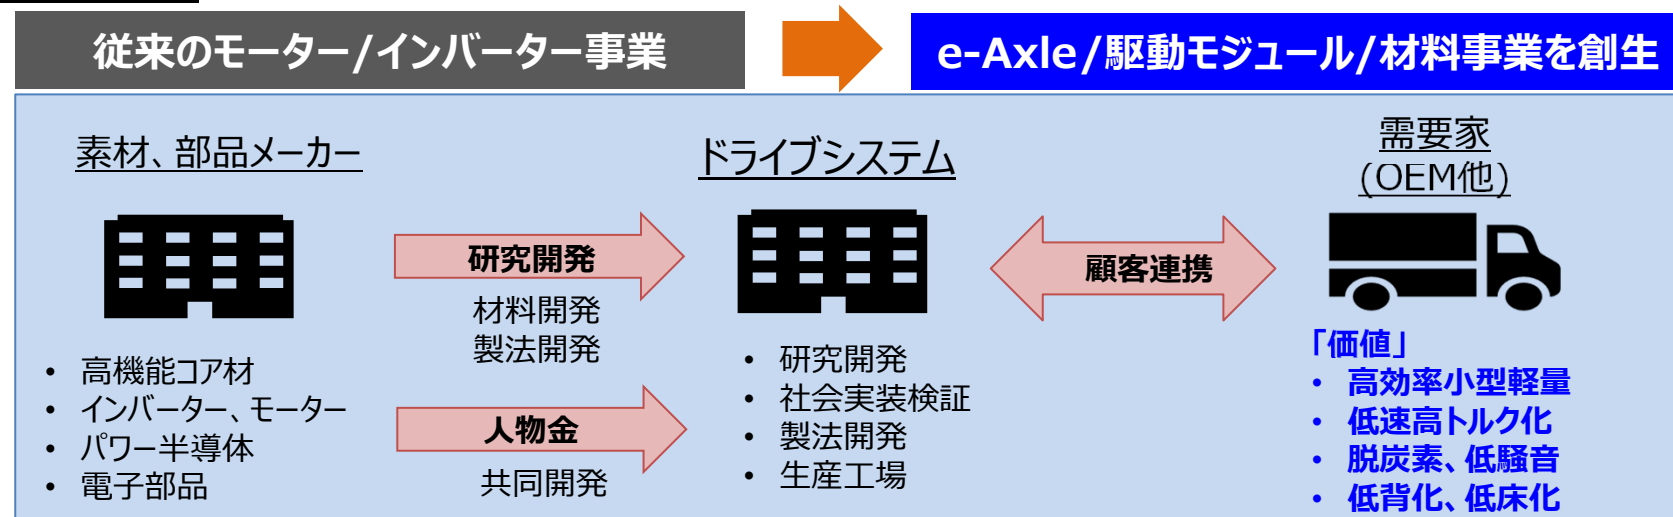 従来のモーター/インバーター事業
e-Axle/駆動モジュール/材料事業を創生
素材、部品メーカー
• 高機能コア材
• インバーター、モーター
• パワー半導体
• 電子部品
研究開発
材料開発
製法開発
人物金
共同開発
ドライブシステム
• 研究開発
• 社会実装検証
• 製法開発
• 生産工場
顧客連携
需要家
(OEM他)
「価値」
• 高効率小型軽量
• 低速高トルク化
• 脱炭素、低騒音
• 低背化、低床化